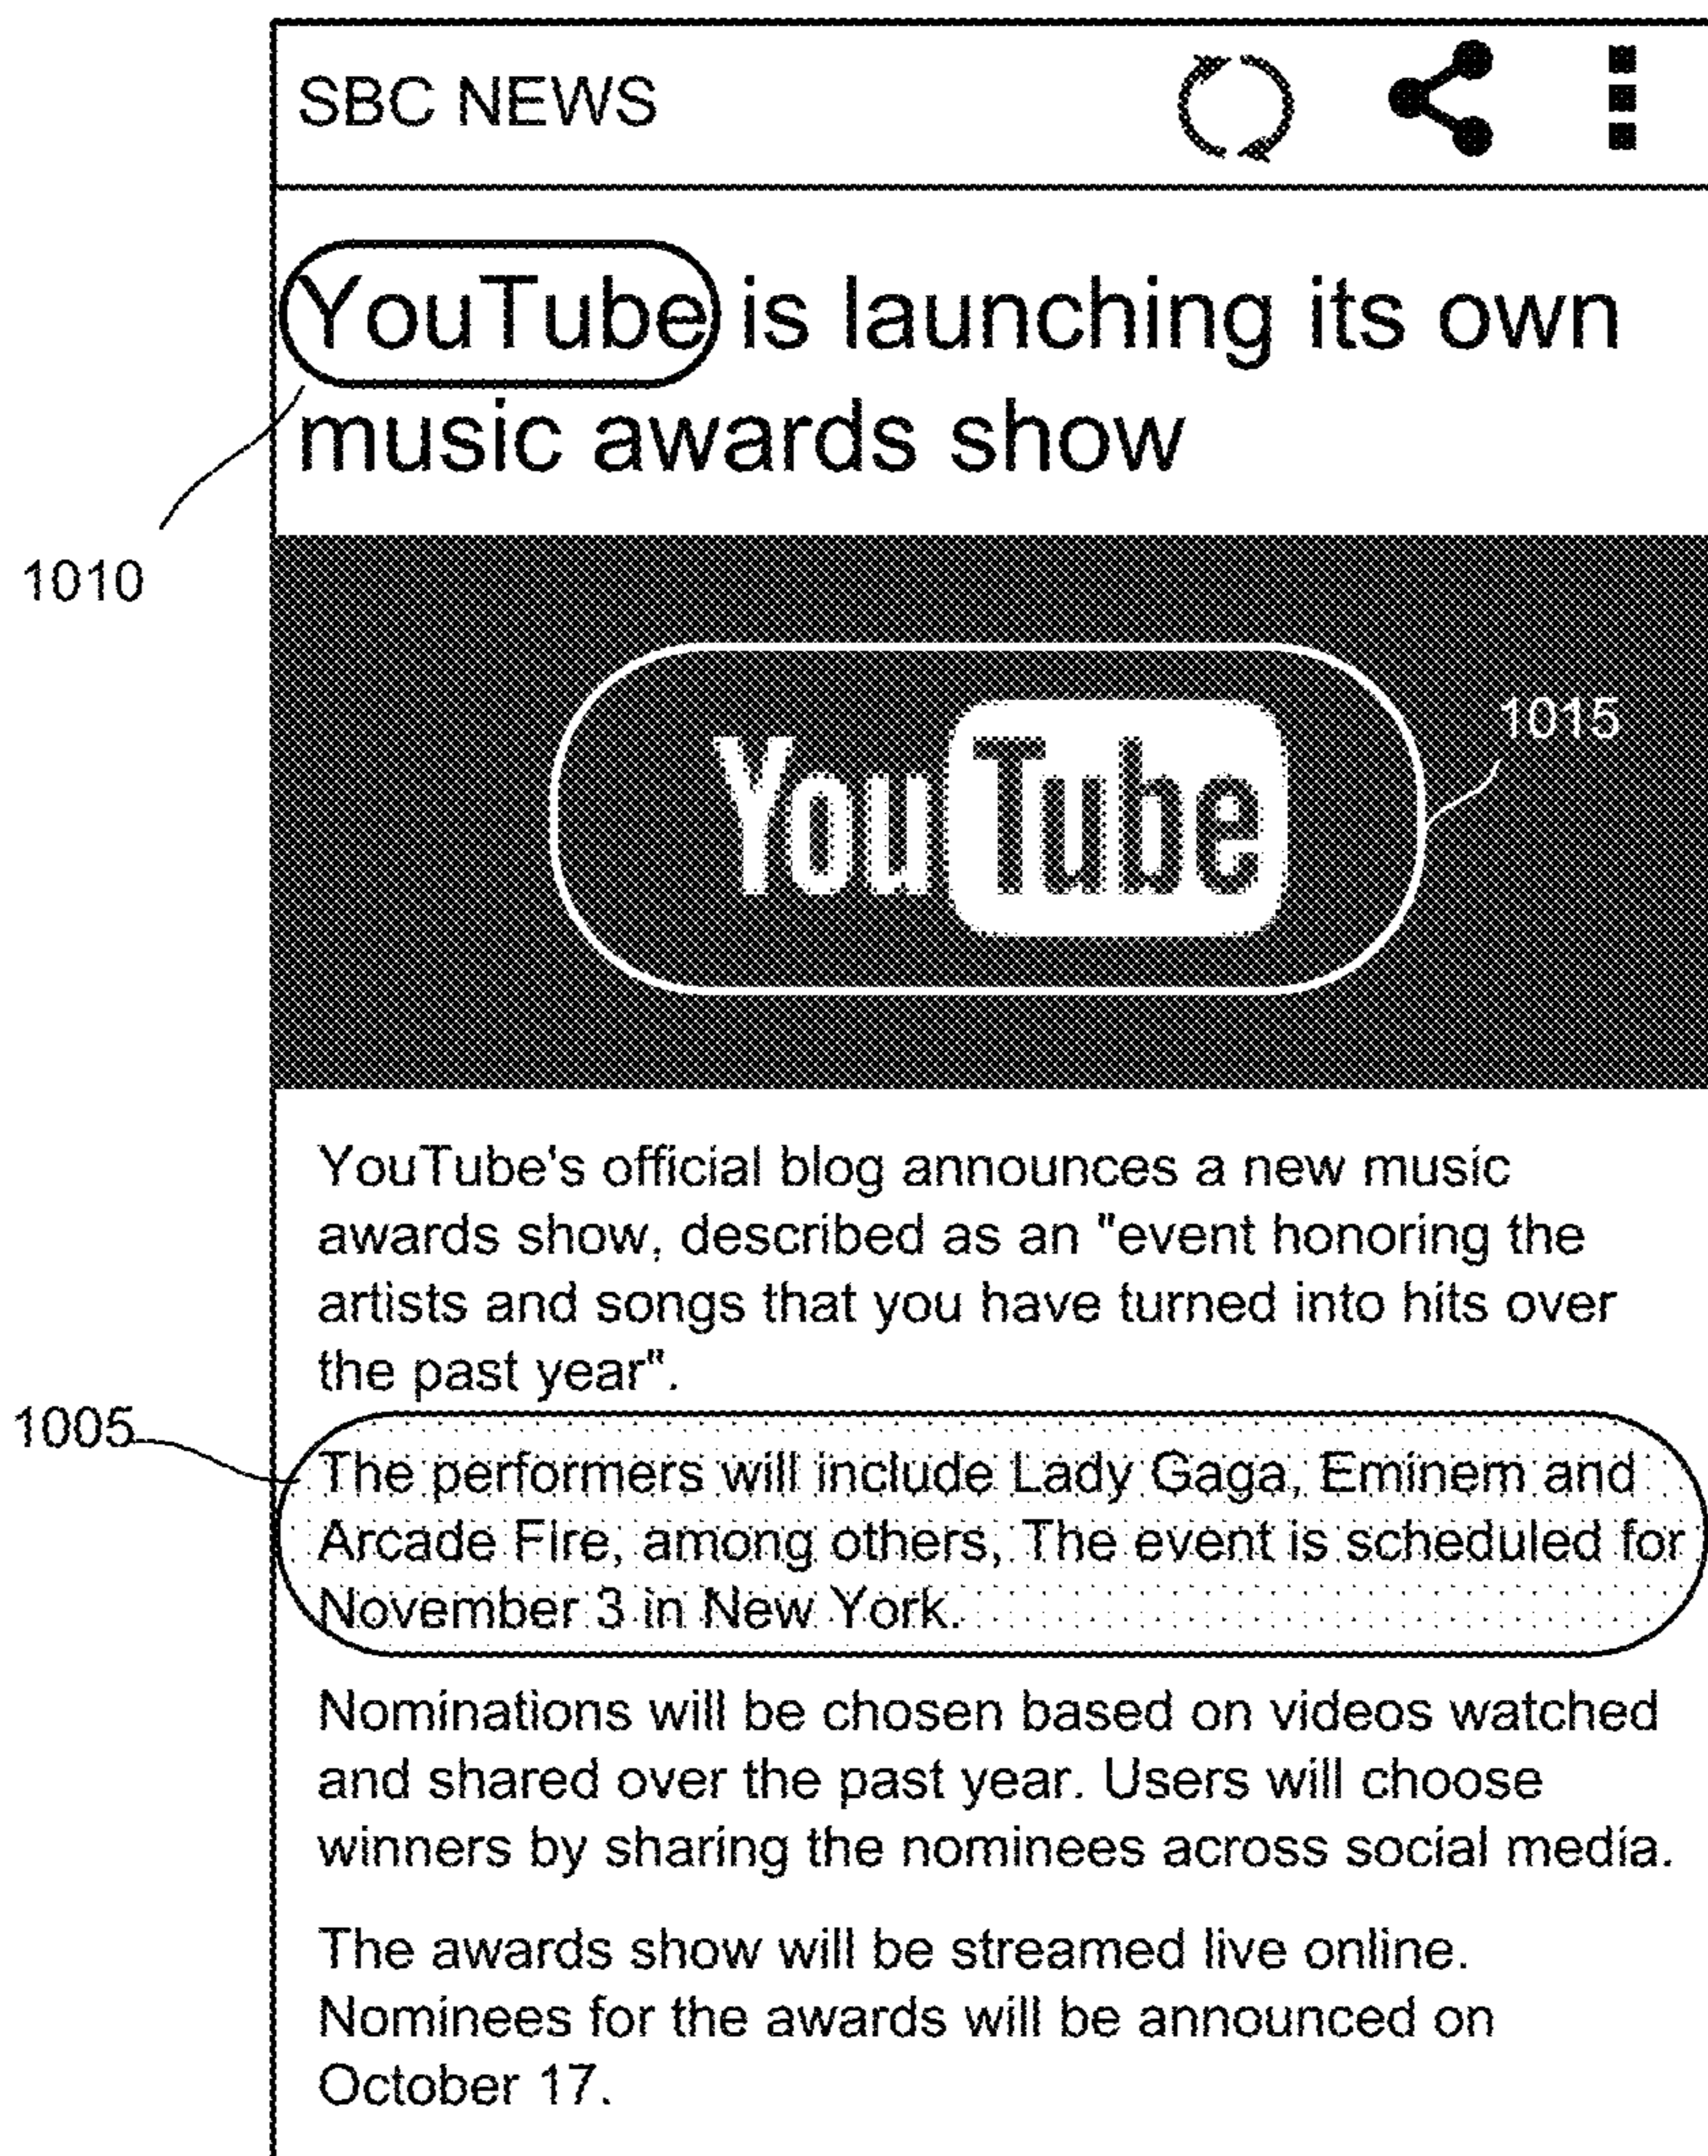 SBC NEWS
YouTube is launching its own
music awards show
1010
1015
YouTube
YouTube's official blog announces a new music
awards show, described as an "event honoring the
artists and songs that you have turned into hits over
the past year".
1005
The performers will include Lady Gaga, Eminem and
Arcade FIre, among others, The event is scheduled for
November 3 in New York.
Nominations will be chosen based on videos watched
and shared over the past year. Users will choose
winners by sharing the nominees across social media.
The awards show will be streamed live online.
Nominees for the awards will be announced on
October 17.